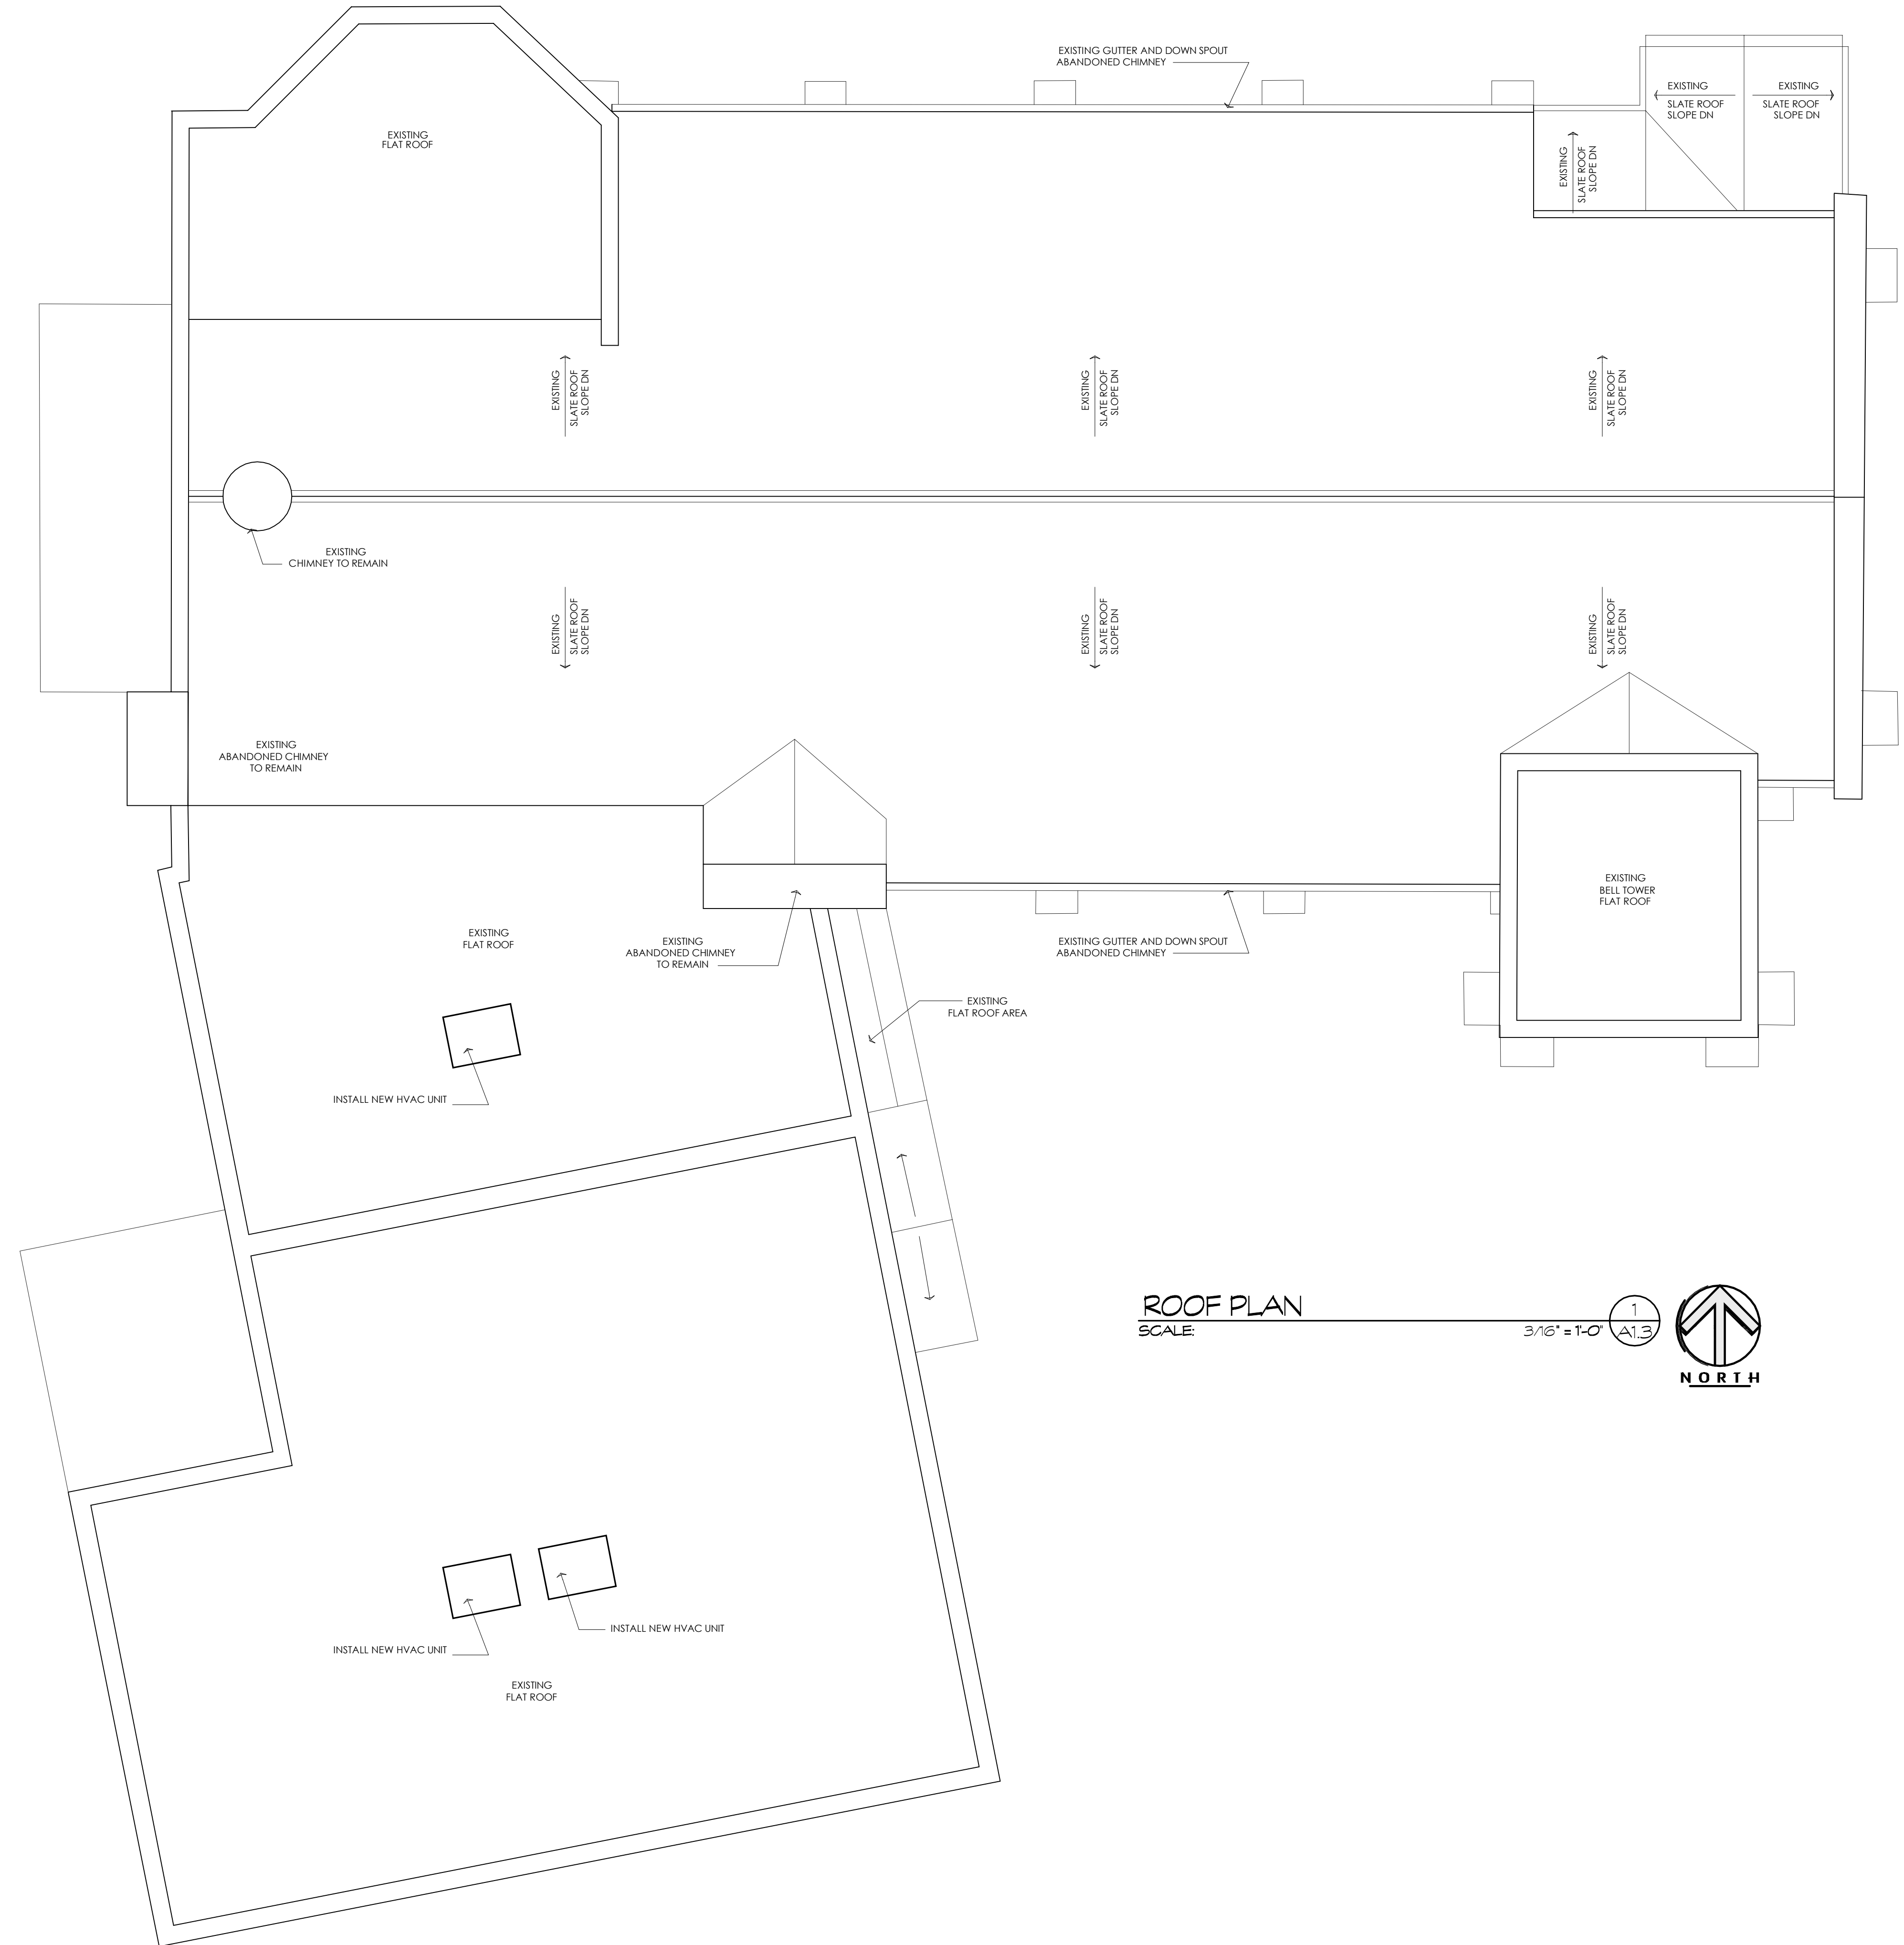 EXISTING GUTTER AND DOWN SPOUT
ABANDONED CHIMNEY
EXISTING
SLATE ROOF
SLOPE DN
EXISTING
SLATE ROOF
SLOPE DN
EXISTING
FLAT ROOF
EXISTING
SLATE ROOF
SLOPE DN
EXISTING
SLATE ROOF
SLOPE DN
EXISTING
SLATE ROOF
SLOPE DN
EXISTING
SLATE ROOF
SLOPE DN
EXISTING
CHIMNEY TO REMAIN
EXISTING
SLATE ROOF
SLOPE DN
EXISTING
SLATE ROOF
SLOPE DN
EXISTING
SLATE ROOF
SLOPE DN
EXISTING
ABANDONED CHIMNEY
TO REMAIN
EXISTING
BELL TOWER
FLAT ROOF
EXISTING
FLAT ROOF
EXISTING
ABANDONED CHIMNEY
TO REMAIN
EXISTING GUTTER AND DOWN SPOUT
ABANDONED CHIMNEY
EXISTING
FLAT ROOF AREA
INSTALL NEW HVAC UNIT
ROOF PLAN
SCALE:
3/16" = 1'-0"
1
A1.3
NORTH
INSTALL NEW HVAC UNIT
INSTALL NEW HVAC UNIT
EXISTING
FLAT ROOF